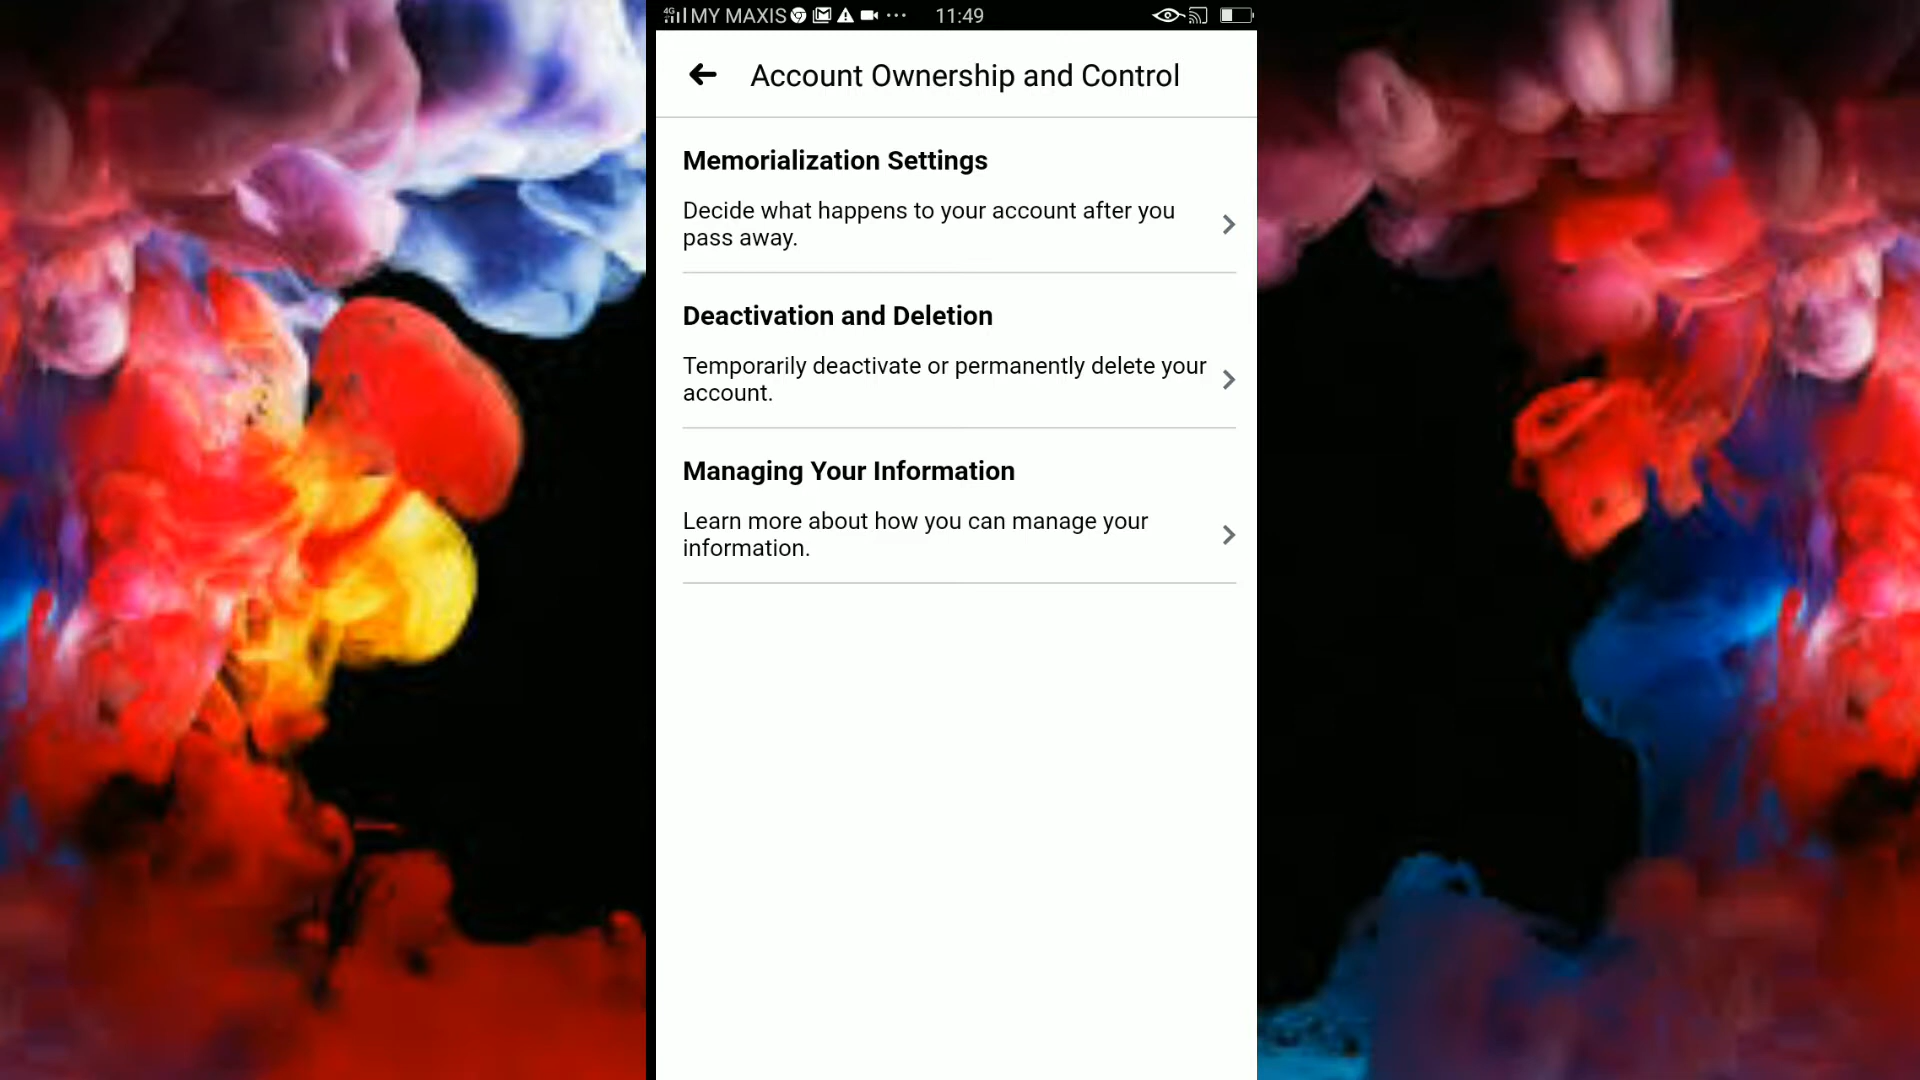 4G MY MAXIS ... 11:49
Account Ownership and Control
Memorialization Settings
Decide what happens to your account after you
pass away.
Deactivation and Deletion
Temporarily deactivate or permanently delete your
account.
Managing Your Information
Learn more about how you can manage your
information.